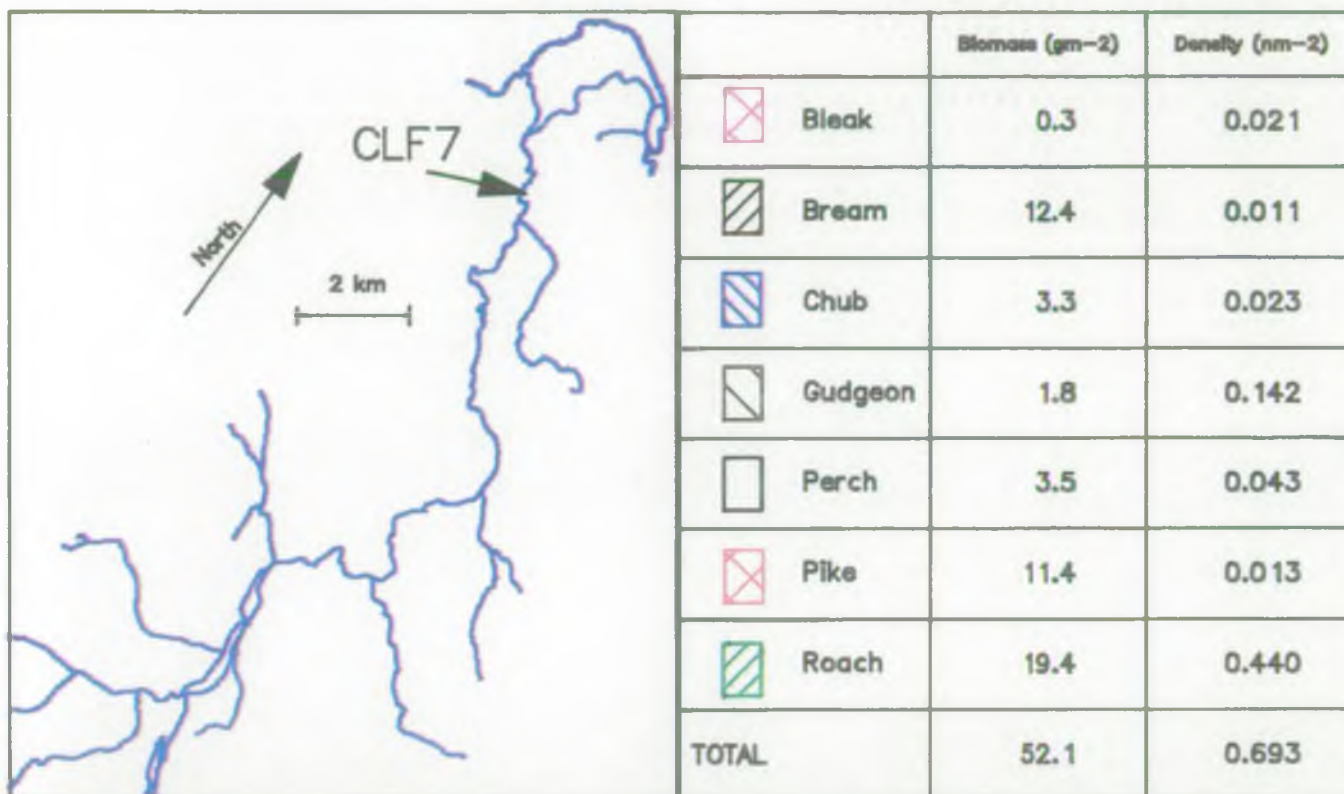 CLF7
North
2 km
Biomass (gm-2) Density (nm-2)
Bleak 0.3 0.021
Bream 12.4 0.011
Chub 3.3 0.023
Gudgeon 1.8 0.142
Perch 3.5 0.043
Pike 11.4 0.013
Roach 19.4 0.440
TOTAL 52.1 0.693